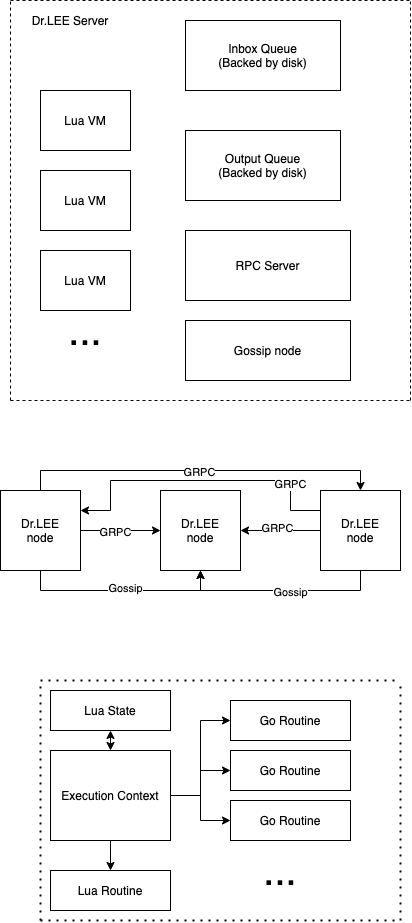 Dr.LEE Server
Inbox Queue
(Backed by disk)
Lua VM
Output Queue
(Backed by disk)
Lua VM
RPC Server
Lua VM
...
Gossip node
GRPC
GRPC
Dr.LEE
node
GRPC
Dr.LEE
node
GRPC
Dr.LEE
node
Gossip
Gossip
Lua State
Go Routine
Execution Context
Go Routine
Go Routine
Lua Routine
...